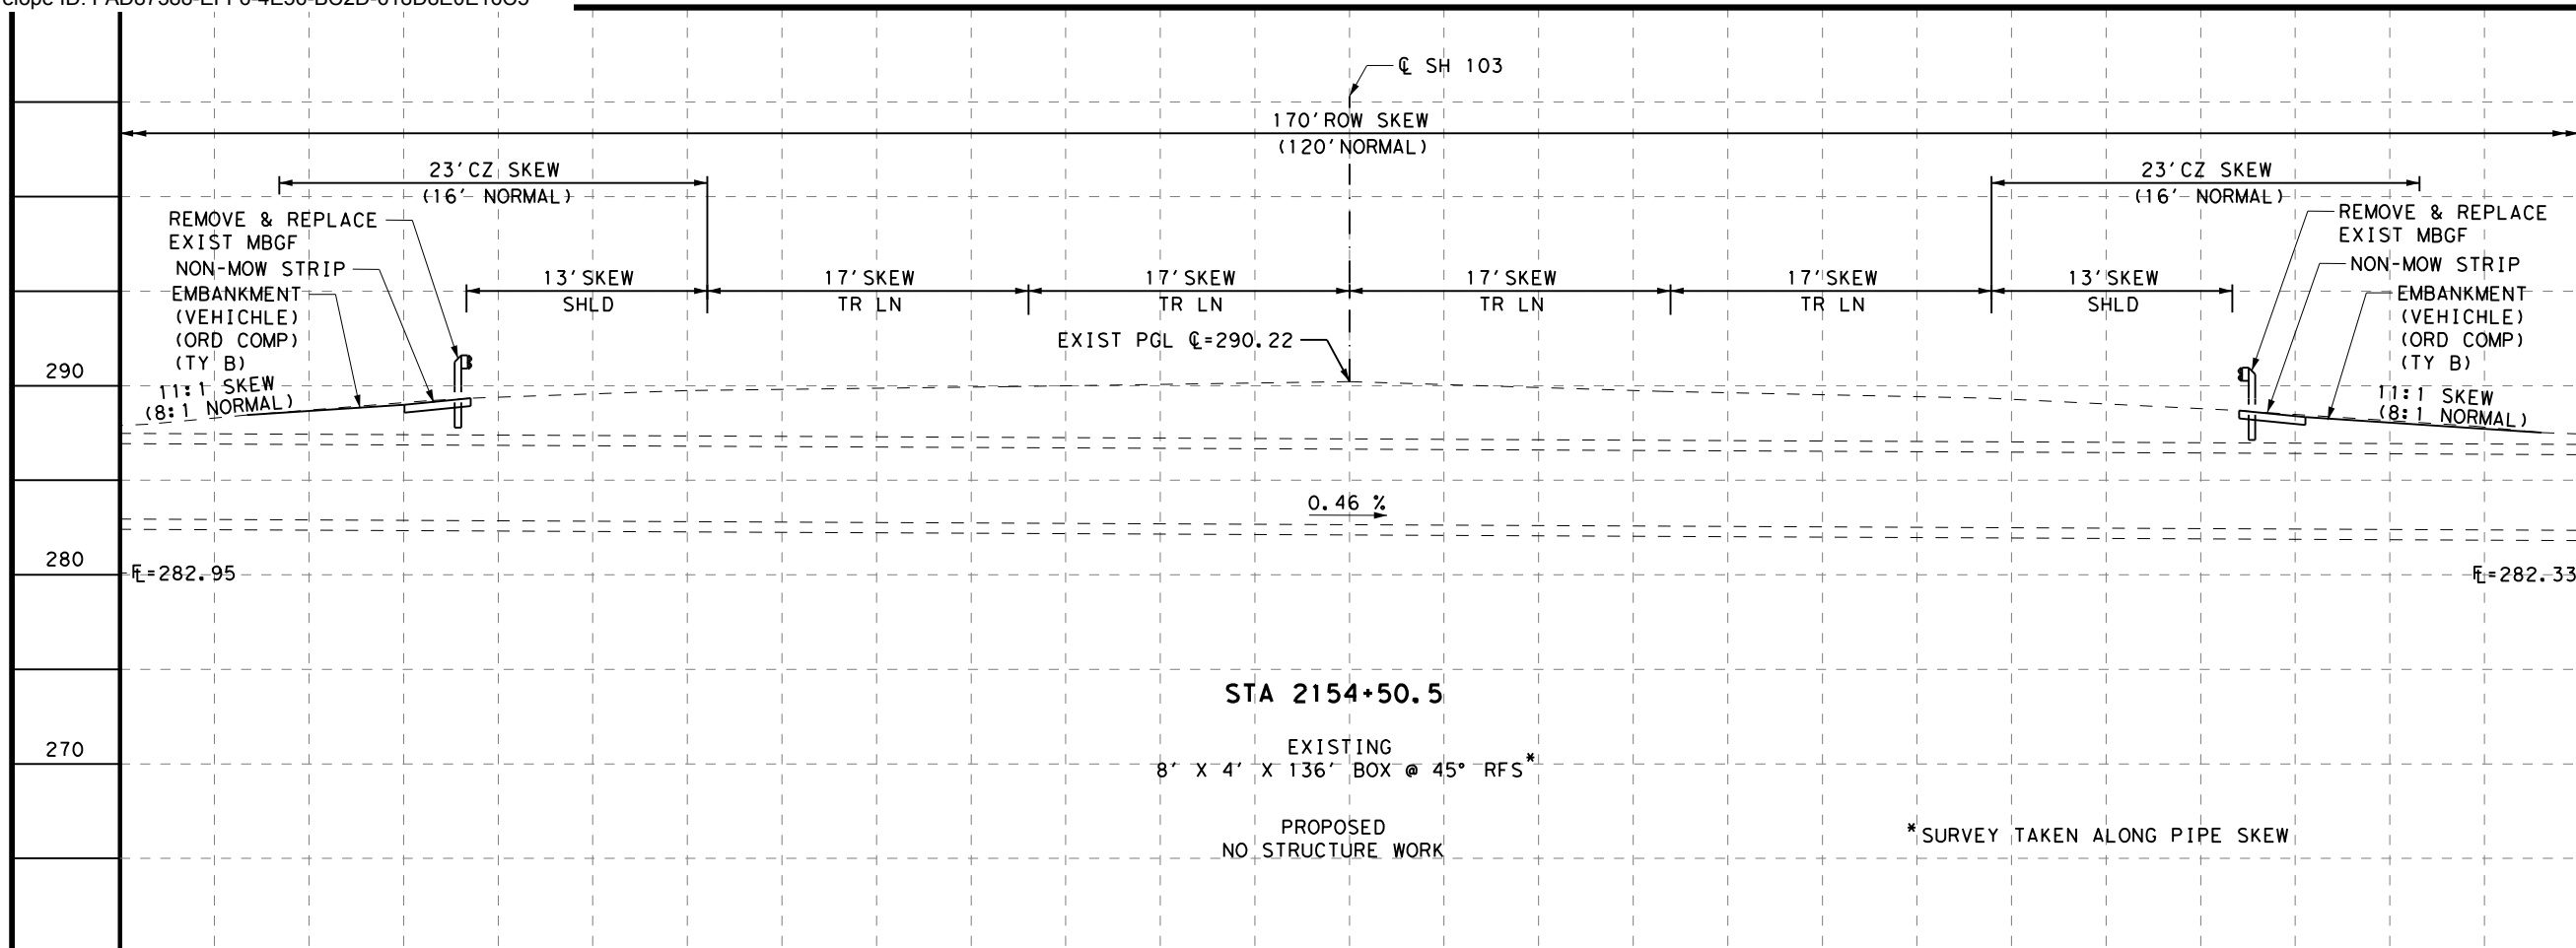 ℄ SH 103
170' ROW SKEW
(120' NORMAL)
23' CZ SKEW
(16' NORMAL)
23' CZ SKEW
(16' NORMAL)
REMOVE & REPLACE
EXIST MBGF
NON-MOW STRIP
EMBANKMENT
(VEHICHLE)
(ORD COMP)
(TY B)
11:1 SKEW
(8:1 NORMAL)
13' SKEW
SHLD
17' SKEW
TR LN
17' SKEW
TR LN
17' SKEW
TR LN
17' SKEW
TR LN
13' SKEW
SHLD
REMOVE & REPLACE
EXIST MBGF
NON-MOW STRIP
EMBANKMENT
(VEHICHLE)
(ORD COMP)
(TY B)
11:1 SKEW
(8:1 NORMAL)
EXIST PGL ℄=290.22
290
0.46 %
280
FL=282.95
FL=282.33
STA 2154+50.5
270
EXISTING
8' X 4' X 136' BOX @ 45° RFS*
PROPOSED
NO STRUCTURE WORK
*SURVEY TAKEN ALONG PIPE SKEW